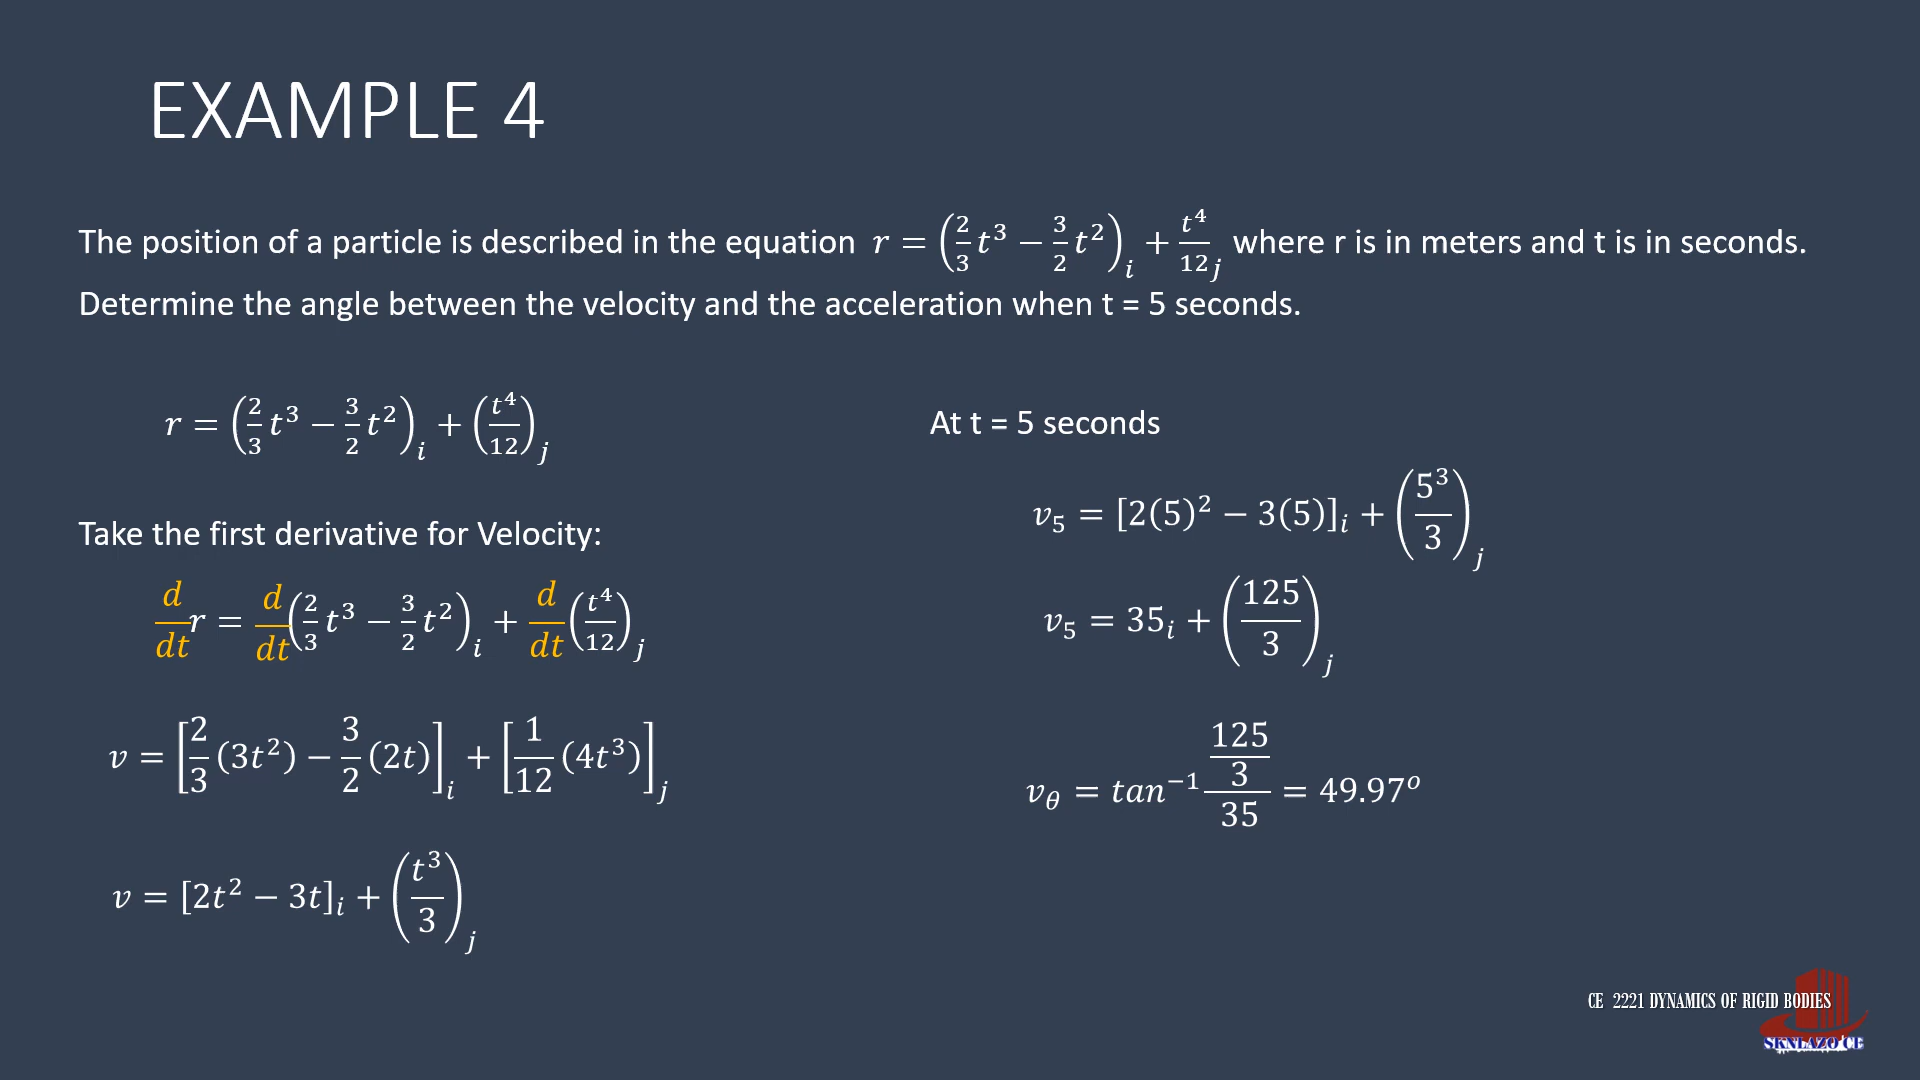 EXAMPLE 4
The position of a particle is described in the equation r = (2/3 t³ − 3/2 t²)ᵢ + t⁴/12ⱼ where r is in meters and t is in seconds.
Determine the angle between the velocity and the acceleration when t = 5 seconds.
r = (2/3 t³ − 3/2 t²)ᵢ + (t⁴/12)ⱼ
Take the first derivative for Velocity:
d/dt r = d/dt (2/3 t³ − 3/2 t²)ᵢ + d/dt (t⁴/12)ⱼ
v = [2/3 (3t²) − 3/2 (2t)]ᵢ + [1/12 (4t³)]ⱼ
v = [2t² − 3t]ᵢ + (t³/3)ⱼ
At t = 5 seconds
v₅ = [2(5)² − 3(5)]ᵢ + (5³/3)ⱼ
v₅ = 35ᵢ + (125/3)ⱼ
v_θ = tan⁻¹ (125/3)/35 = 49.97°
CE 2221 DYNAMICS OF RIGID BODIES
SKNLAZO CE